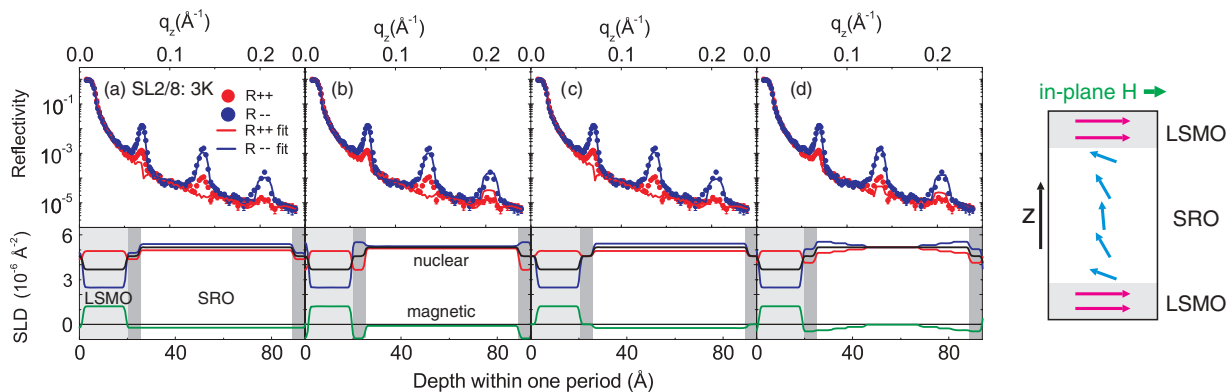 q_z(Å⁻¹) q_z(Å⁻¹) q_z(Å⁻¹) q_z(Å⁻¹)
0.0 0.1 0.2 0.0 0.1 0.2 0.0 0.1 0.2 0.0 0.1 0.2
Reflectivity
10⁻¹
10⁻³
10⁻⁵
(a) SL2/8: 3K
R++
R--
R++ fit
R-- fit
(b)
(c)
(d)
SLD (10⁻⁶ Å⁻²)
6
3
0
LSMO
SRO
nuclear
magnetic
0 40 80 0 40 80 0 40 80 0 40 80
Depth within one period (Å)
in-plane H
LSMO
z
SRO
LSMO